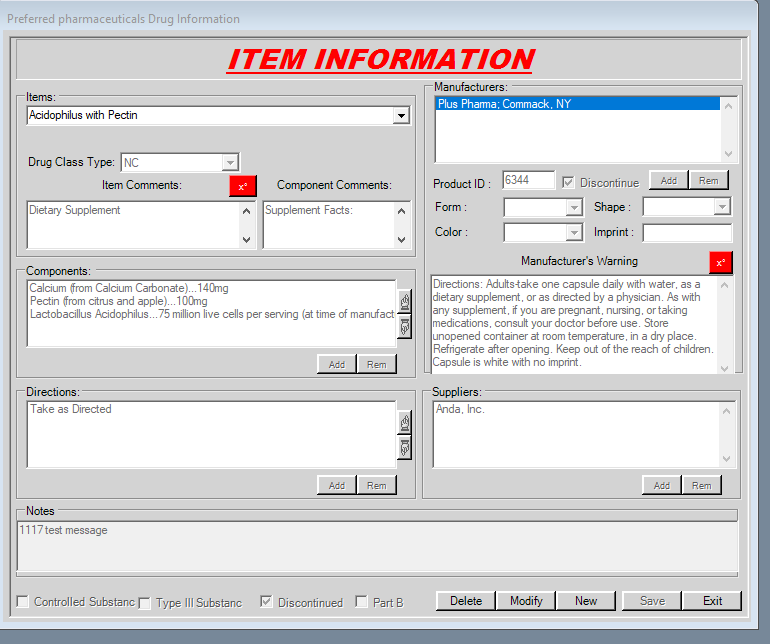 Preferred pharmaceuticals Drug Information
ITEM INFORMATION
Items:
Acidophilus with Pectin
Drug Class Type: NC
Item Comments:
x°
Component Comments:
Dietary Supplement
Supplement Facts:
Components:
Calcium (from Calcium Carbonate)...140mg
Pectin (from citrus and apple)...100mg
Lactobacillus Acidophilus...75 million live cells per serving (at time of manufact
Add Rem
Directions:
Take as Directed
Add Rem
Manufacturers:
Plus Pharma; Commack, NY
Product ID : 6344 Discontinue Add Rem
Form : Shape :
Color : Imprint :
Manufacturer's Warning
x°
Directions: Adults-take one capsule daily with water, as a
dietary supplement, or as directed by a physician. As with
any supplement, if you are pregnant, nursing, or taking
medications, consult your doctor before use. Store
unopened container at room temperature, in a dry place.
Refrigerate after opening. Keep out of the reach of children.
Capsule is white with no imprint.
Suppliers:
Anda, Inc.
Add Rem
Notes
1117 test message
Controlled Substanc Type III Substanc Discontinued Part B
Delete Modify New Save Exit